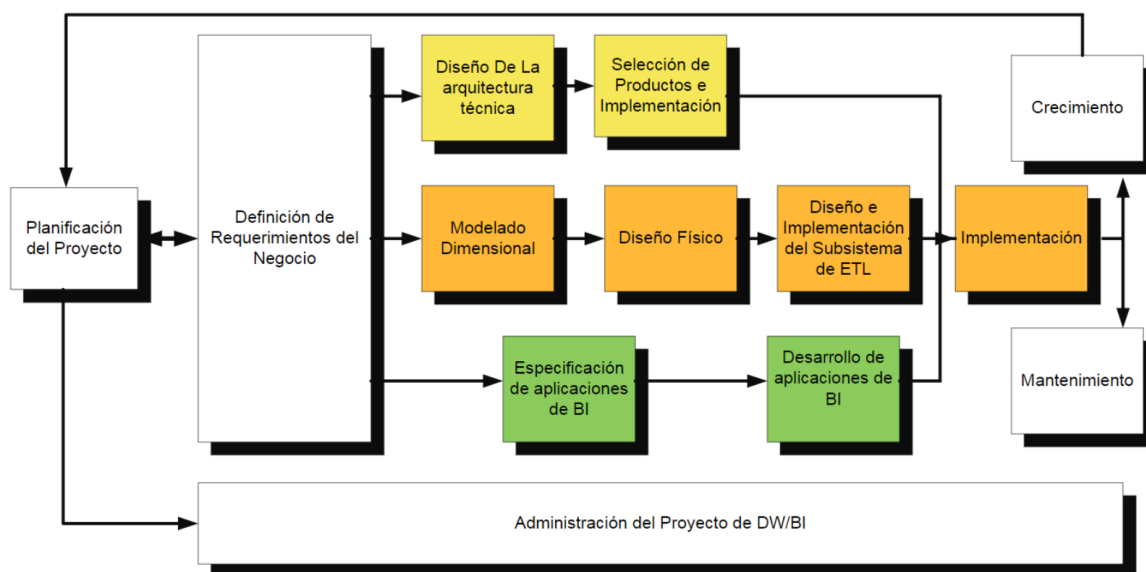 Planificación
del Proyecto
Definición de
Requerimientos del
Negocio
Diseño De La
arquitectura
técnica
Selección de
Productos e
Implementación
Modelado
Dimensional
Diseño Físico
Diseño e
Implementación
del Subsistema
de ETL
Implementación
Especificación
de aplicaciones
de BI
Desarrollo de
aplicaciones de
BI
Crecimiento
Mantenimiento
Administración del Proyecto de DW/BI